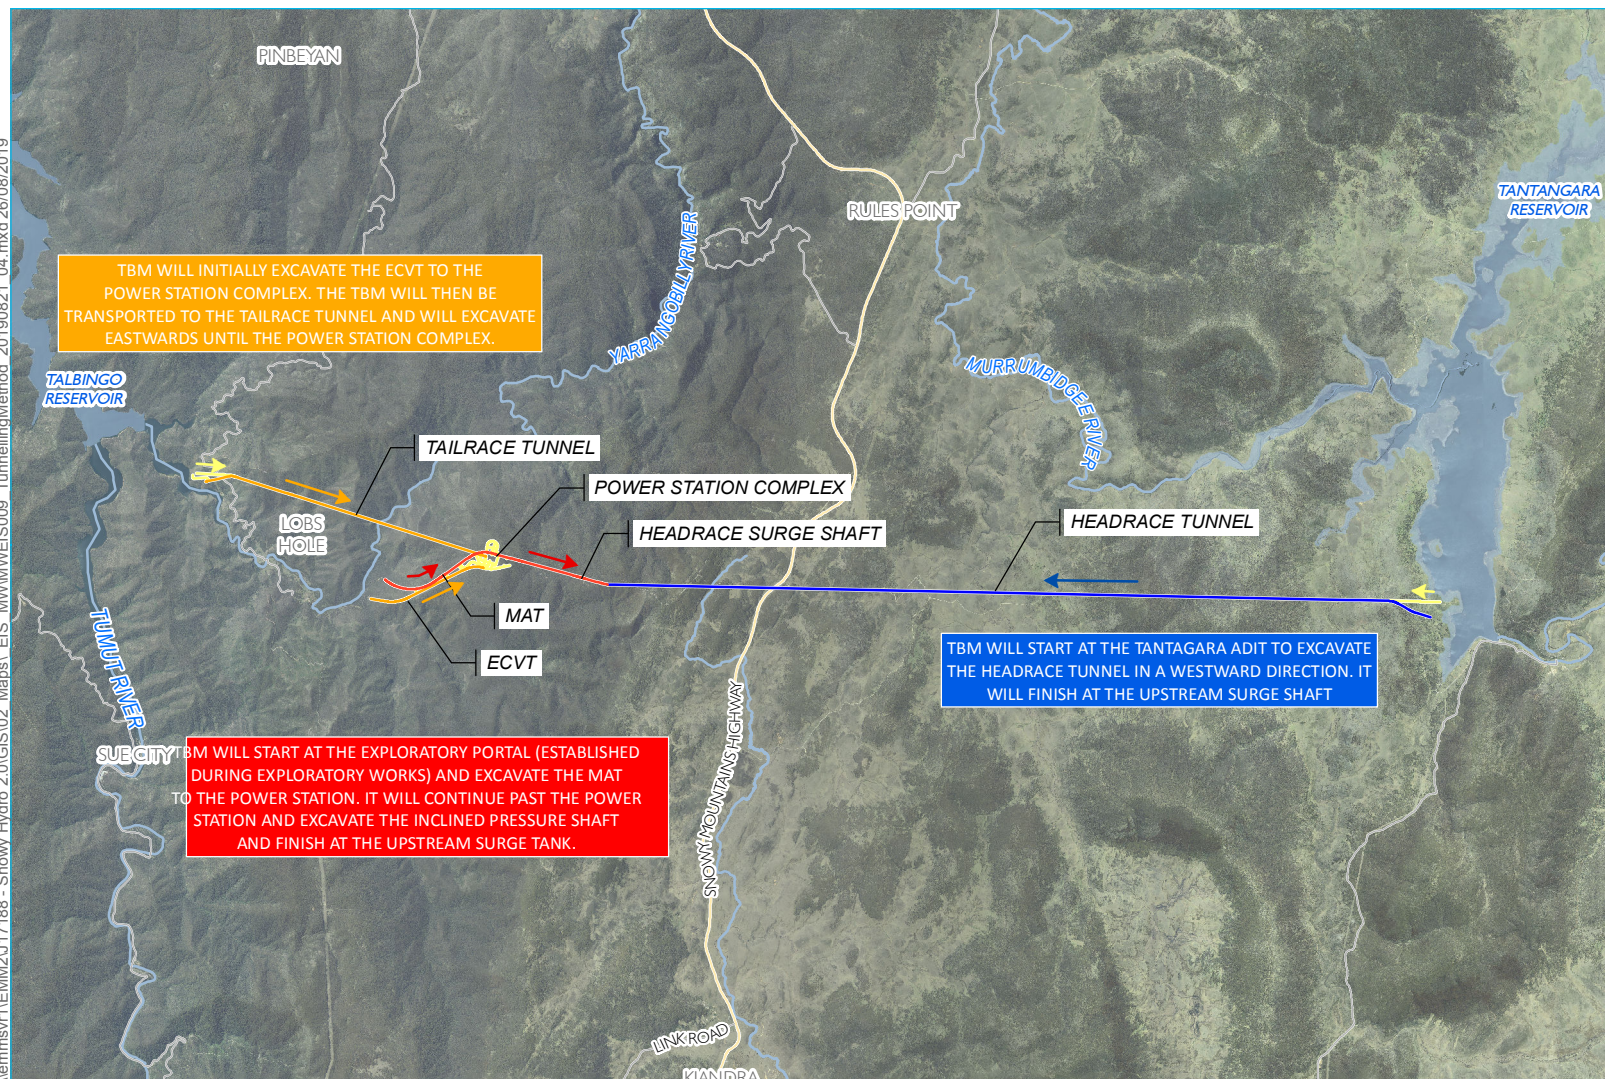 PINBEYAN
TANTANGARA
RESERVOIR
RULES POINT
YARRANGOBILLY RIVER
TBM WILL INITIALLY EXCAVATE THE ECVT TO THE
POWER STATION COMPLEX. THE TBM WILL THEN BE
TRANSPORTED TO THE TAILRACE TUNNEL AND WILL EXCAVATE
EASTWARDS UNTIL THE POWER STATION COMPLEX.
MURRUMBIDGEE RIVER
TALBINGO
RESERVOIR
TAILRACE TUNNEL
POWER STATION COMPLEX
LOBS
HOLE
HEADRACE SURGE SHAFT
HEADRACE TUNNEL
MAT
ECVT
TUMUT RIVER
TBM WILL START AT THE TANTAGARA ADIT TO EXCAVATE
THE HEADRACE TUNNEL IN A WESTWARD DIRECTION. IT
WILL FINISH AT THE UPSTREAM SURGE SHAFT
SNOWY MOUNTAINS HIGHWAY
SUE CITY
TBM WILL START AT THE EXPLORATORY PORTAL (ESTABLISHED
DURING EXPLORATORY WORKS) AND EXCAVATE THE MAT
TO THE POWER STATION. IT WILL CONTINUE PAST THE POWER
STATION AND EXCAVATE THE INCLINED PRESSURE SHAFT
AND FINISH AT THE UPSTREAM SURGE TANK.
LINK ROAD
KIANDRA